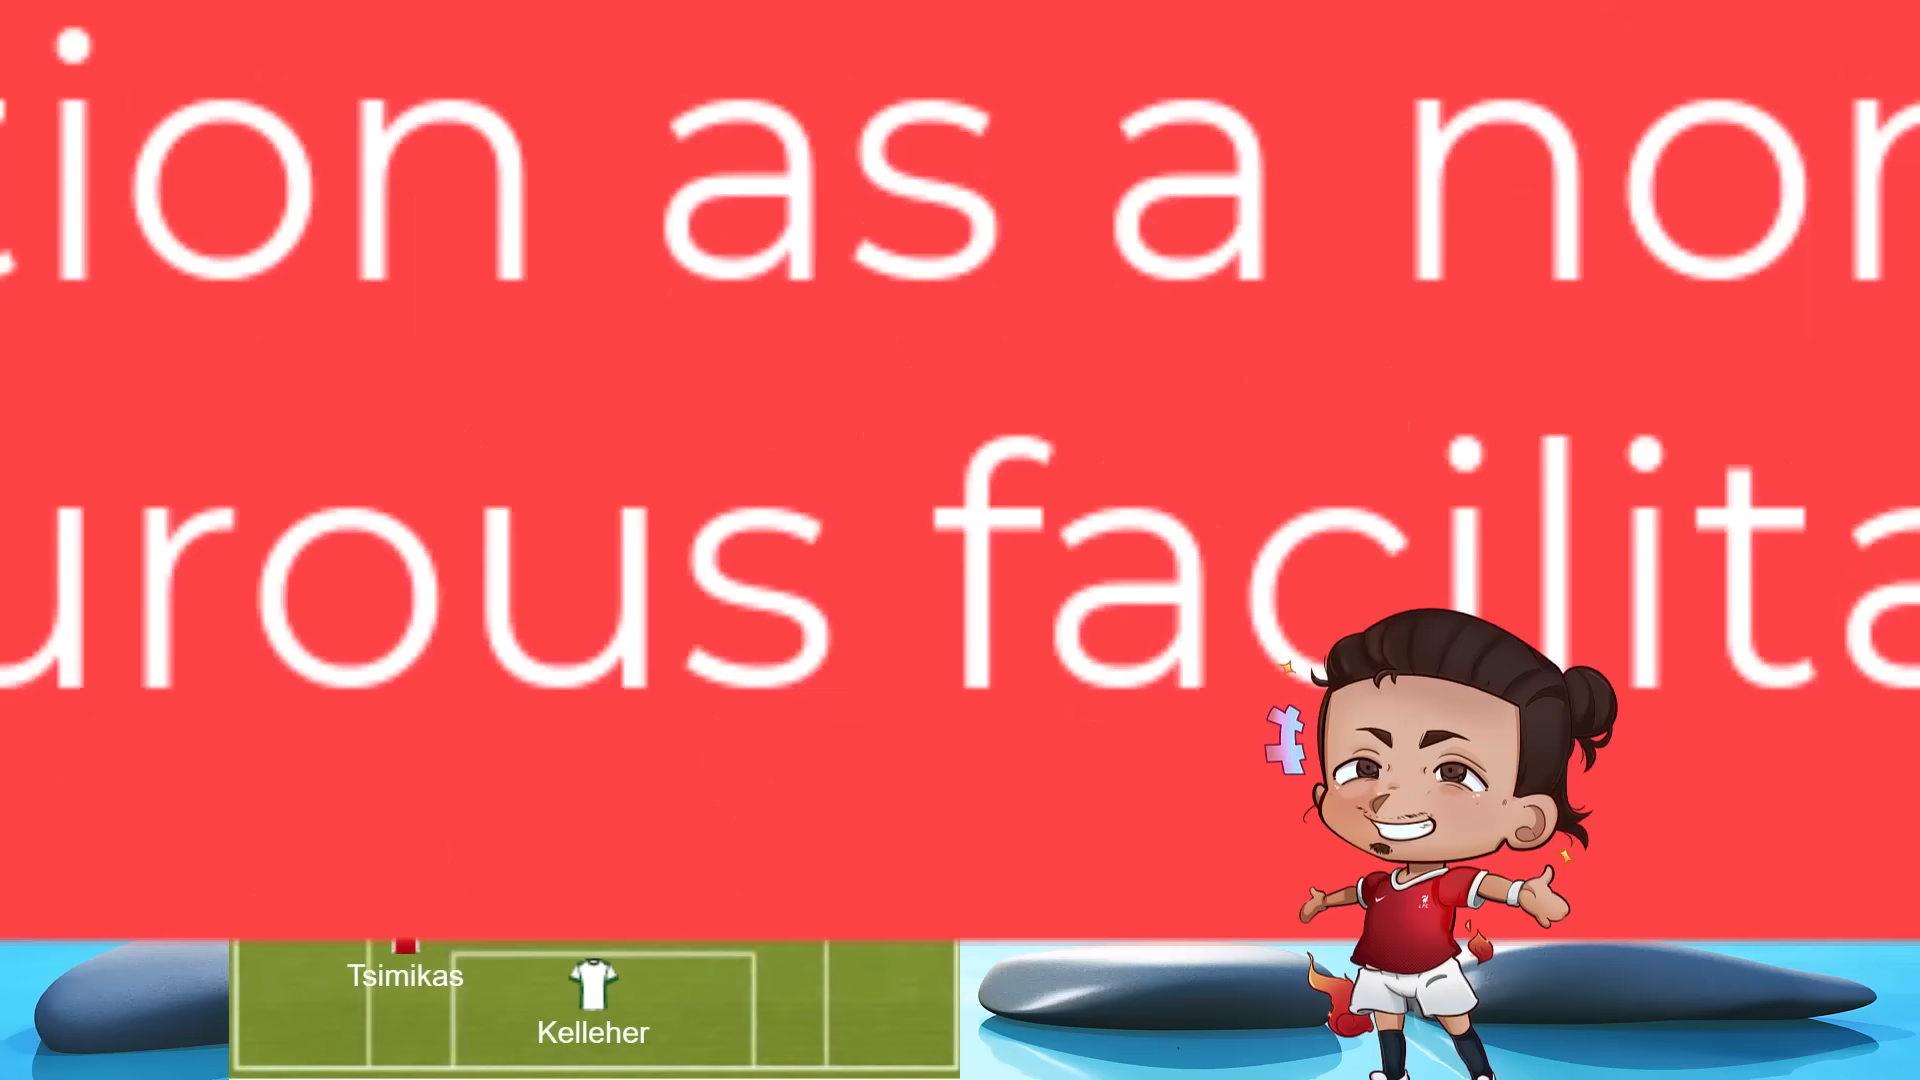 tion as a nor
urous facilita
Tsimikas
Kelleher